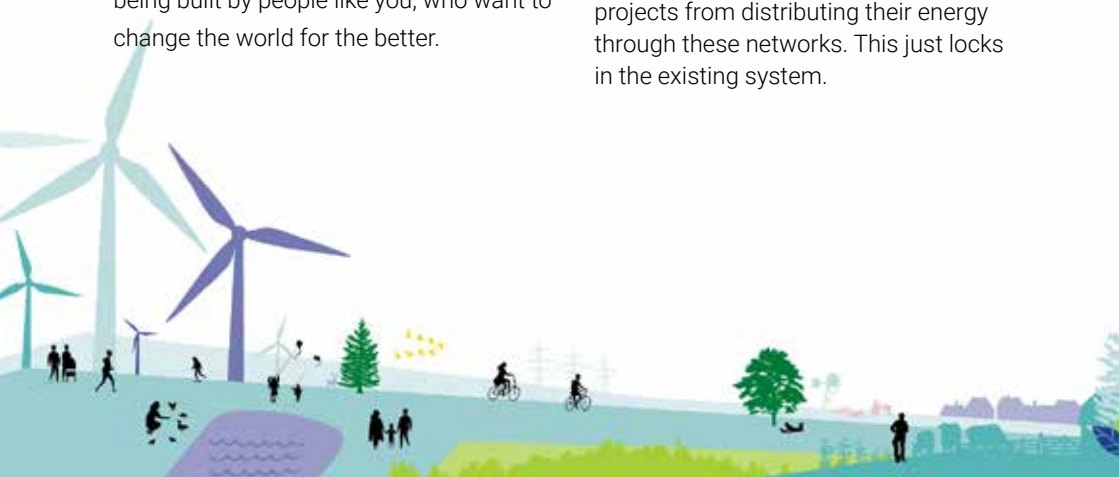 being built by people like you, who want to
change the world for the better.
projects from distributing their energy
through these networks. This just locks
in the existing system.